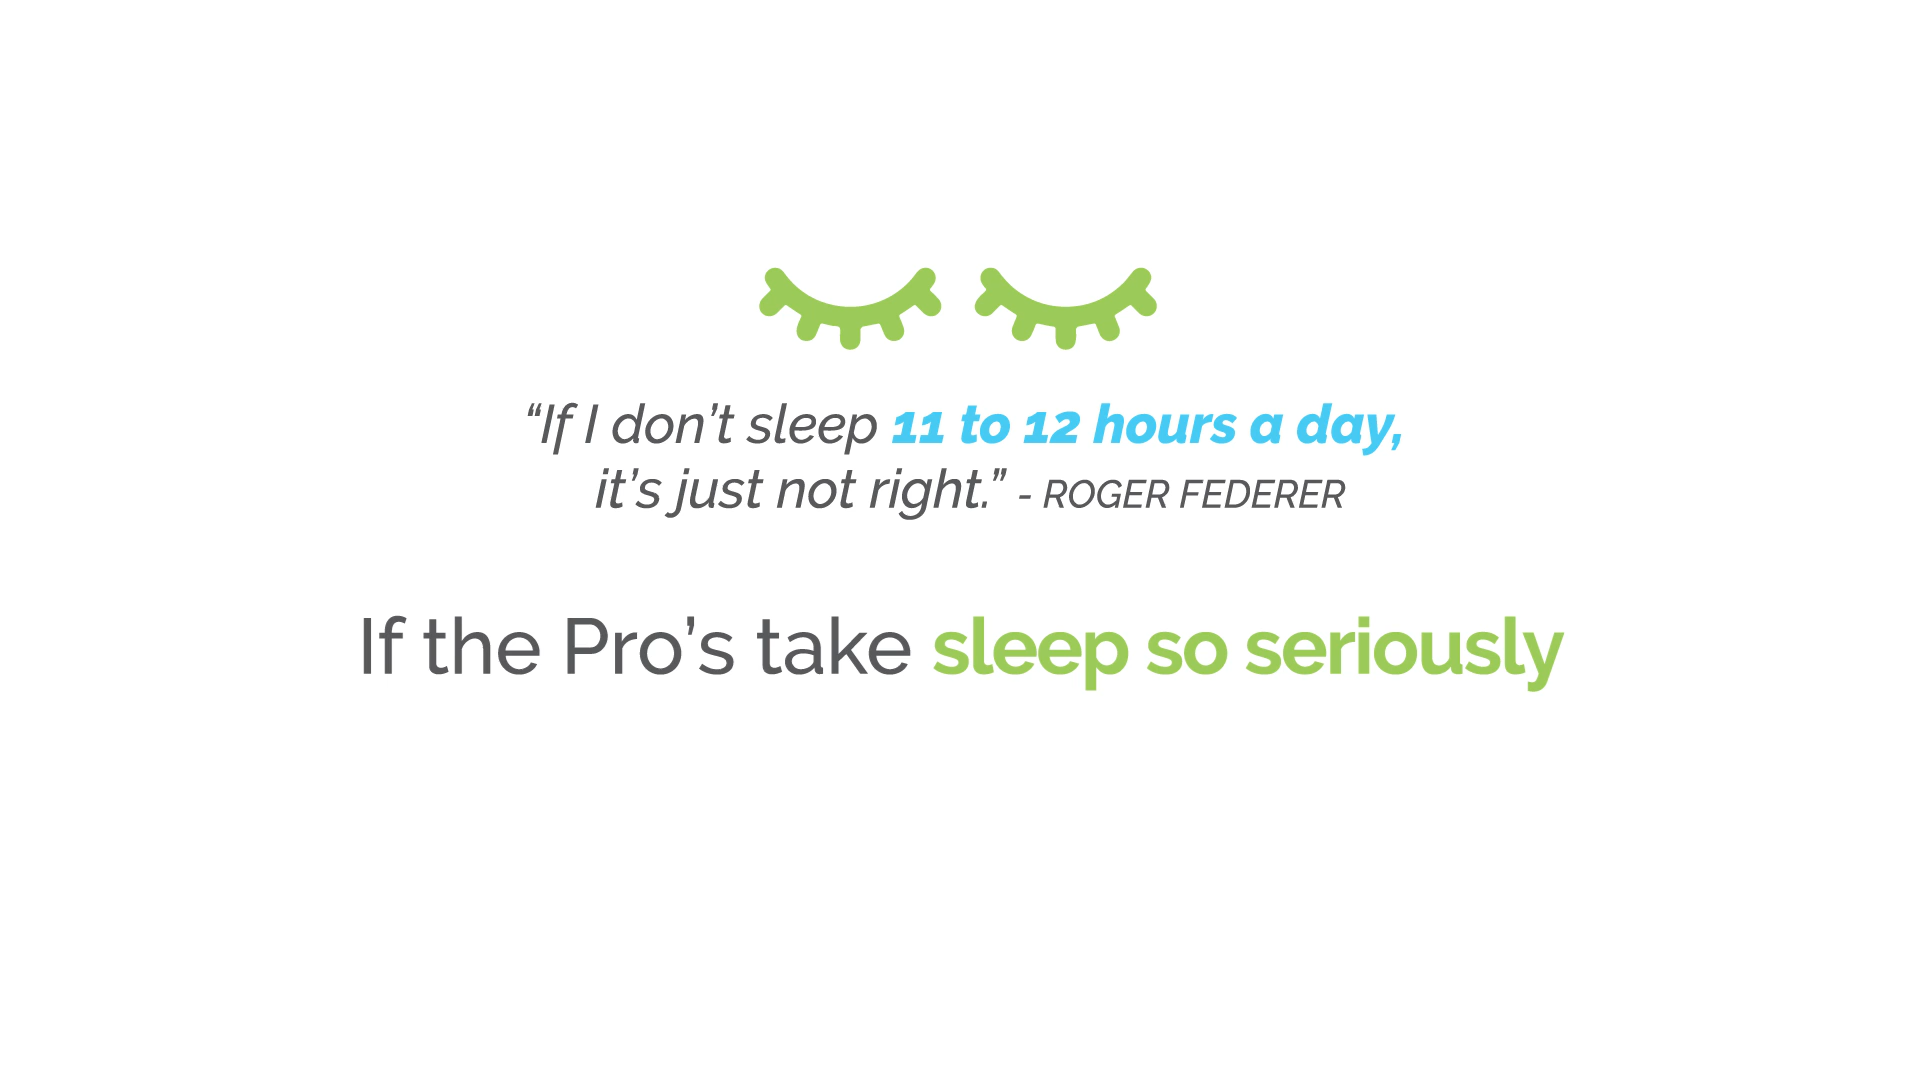 “If I don’t sleep 11 to 12 hours a day,
it’s just not right.” - ROGER FEDERER
If the Pro’s take sleep so seriously